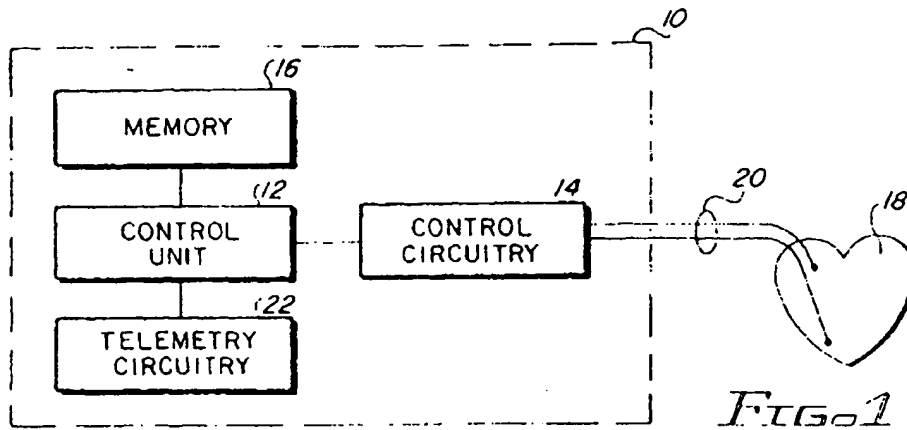 10
16
MEMORY
12
CONTROL
UNIT
14
CONTROL
CIRCUITRY
20
18
22
TELEMETRY
CIRCUITRY
FIG. 1